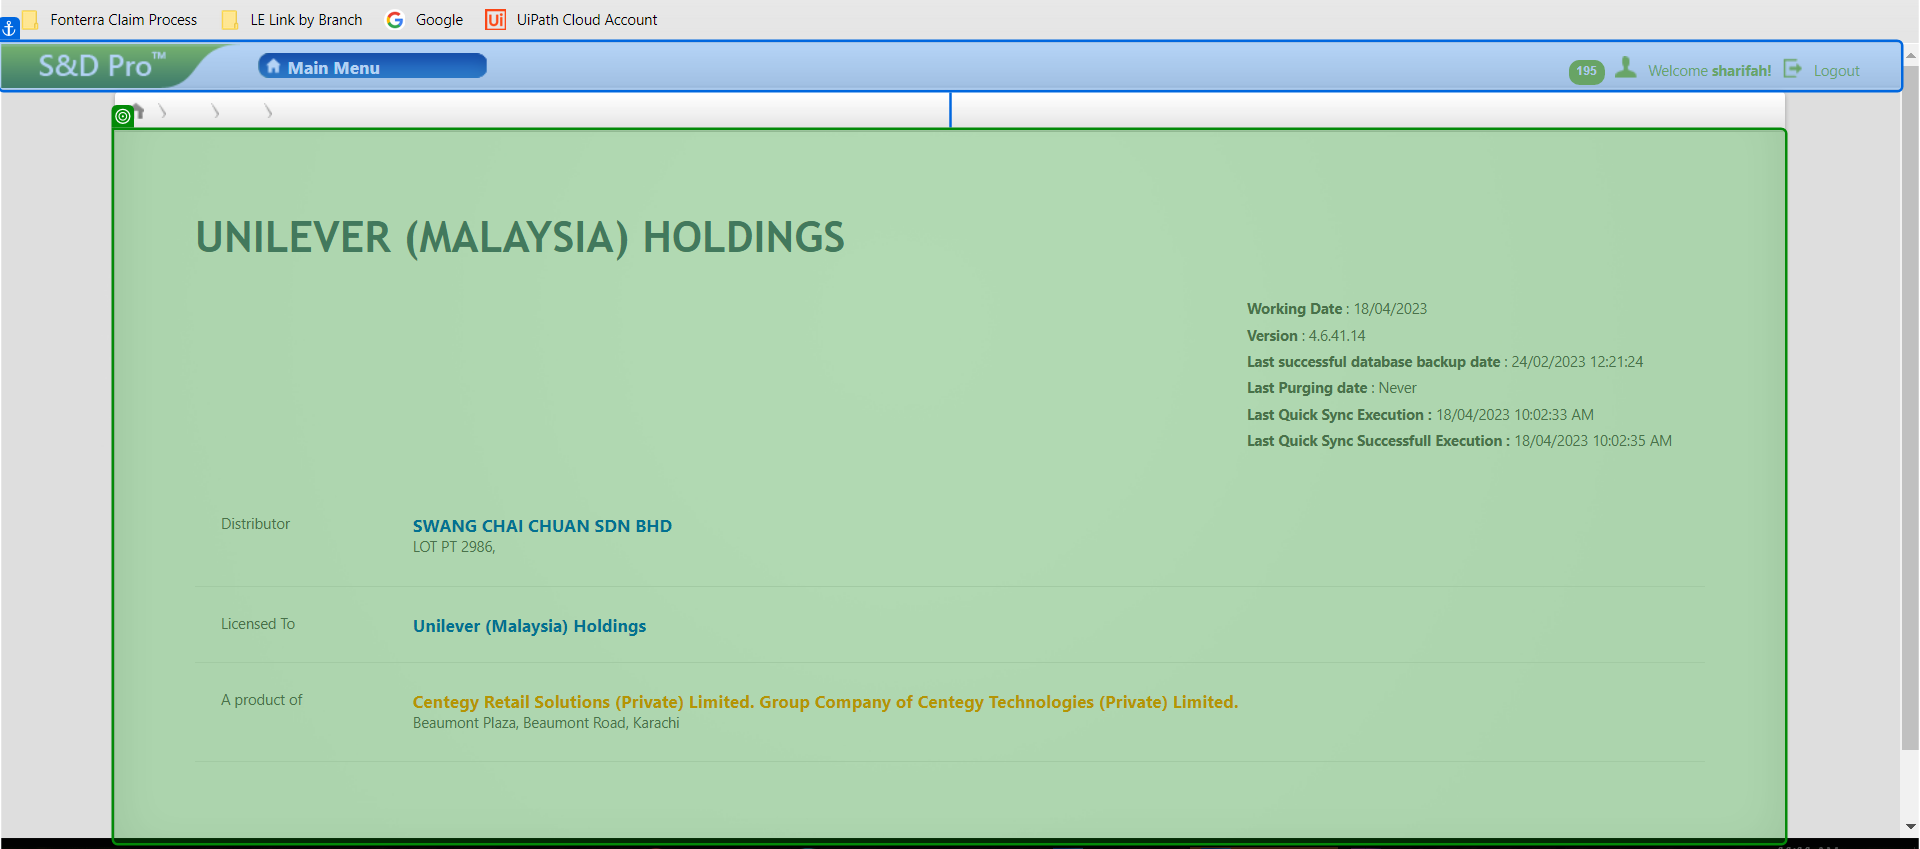 Fonterra Claim Process LE Link by Branch Google Ui UiPath Cloud Account
S&D Pro™ Main Menu 195 Welcome sharifah! Logout
UNILEVER (MALAYSIA) HOLDINGS
Working Date : 18/04/2023
Version : 4.6.41.14
Last successful database backup date : 24/02/2023 12:21:24
Last Purging date : Never
Last Quick Sync Execution : 18/04/2023 10:02:33 AM
Last Quick Sync Successfull Execution : 18/04/2023 10:02:35 AM
Distributor SWANG CHAI CHUAN SDN BHD
LOT PT 2986,
Licensed To Unilever (Malaysia) Holdings
A product of Centegy Retail Solutions (Private) Limited. Group Company of Centegy Technologies (Private) Limited.
Beaumont Plaza, Beaumont Road, Karachi